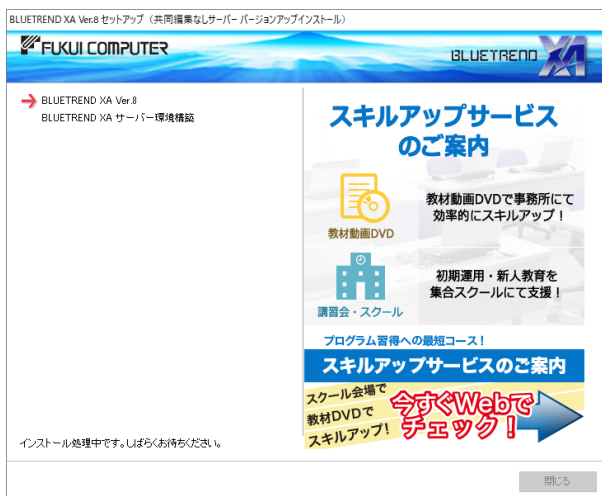 BLUETREND XA Ver.8 セットアップ（共同編集なしサーバー バージョンアップインストール）
FUKUI COMPUTER
BLUETREND XA
BLUETREND XA Ver.8
BLUETREND XA サーバー環境構築
スキルアップサービス
のご案内
教材動画DVDで事務所にて
効率的にスキルアップ！
教材動画DVD
初期運用・新人教育を
集合スクールにて支援！
講習会・スクール
プログラム習得への最短コース！
スキルアップサービスのご案内
スクール会場で
教材DVDで
スキルアップ!
今すぐWebで
チェック！
インストール処理中です。しばらくお待ちください。
閉じる